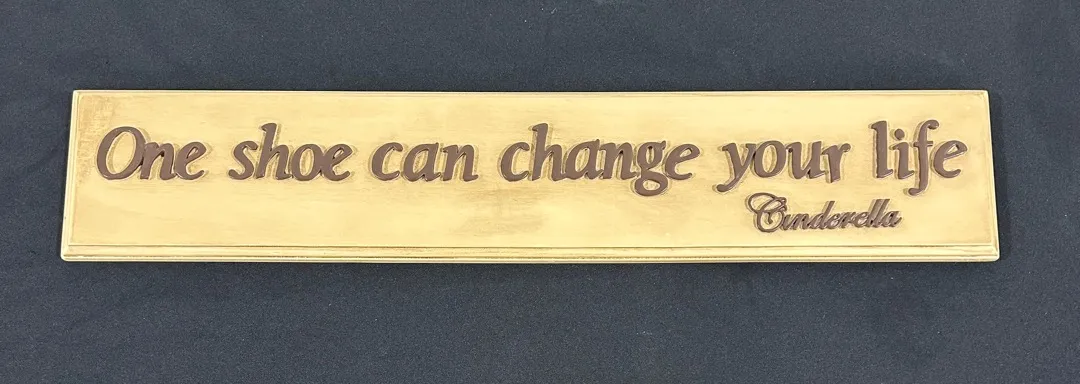 One shoe can change your life
Cinderella